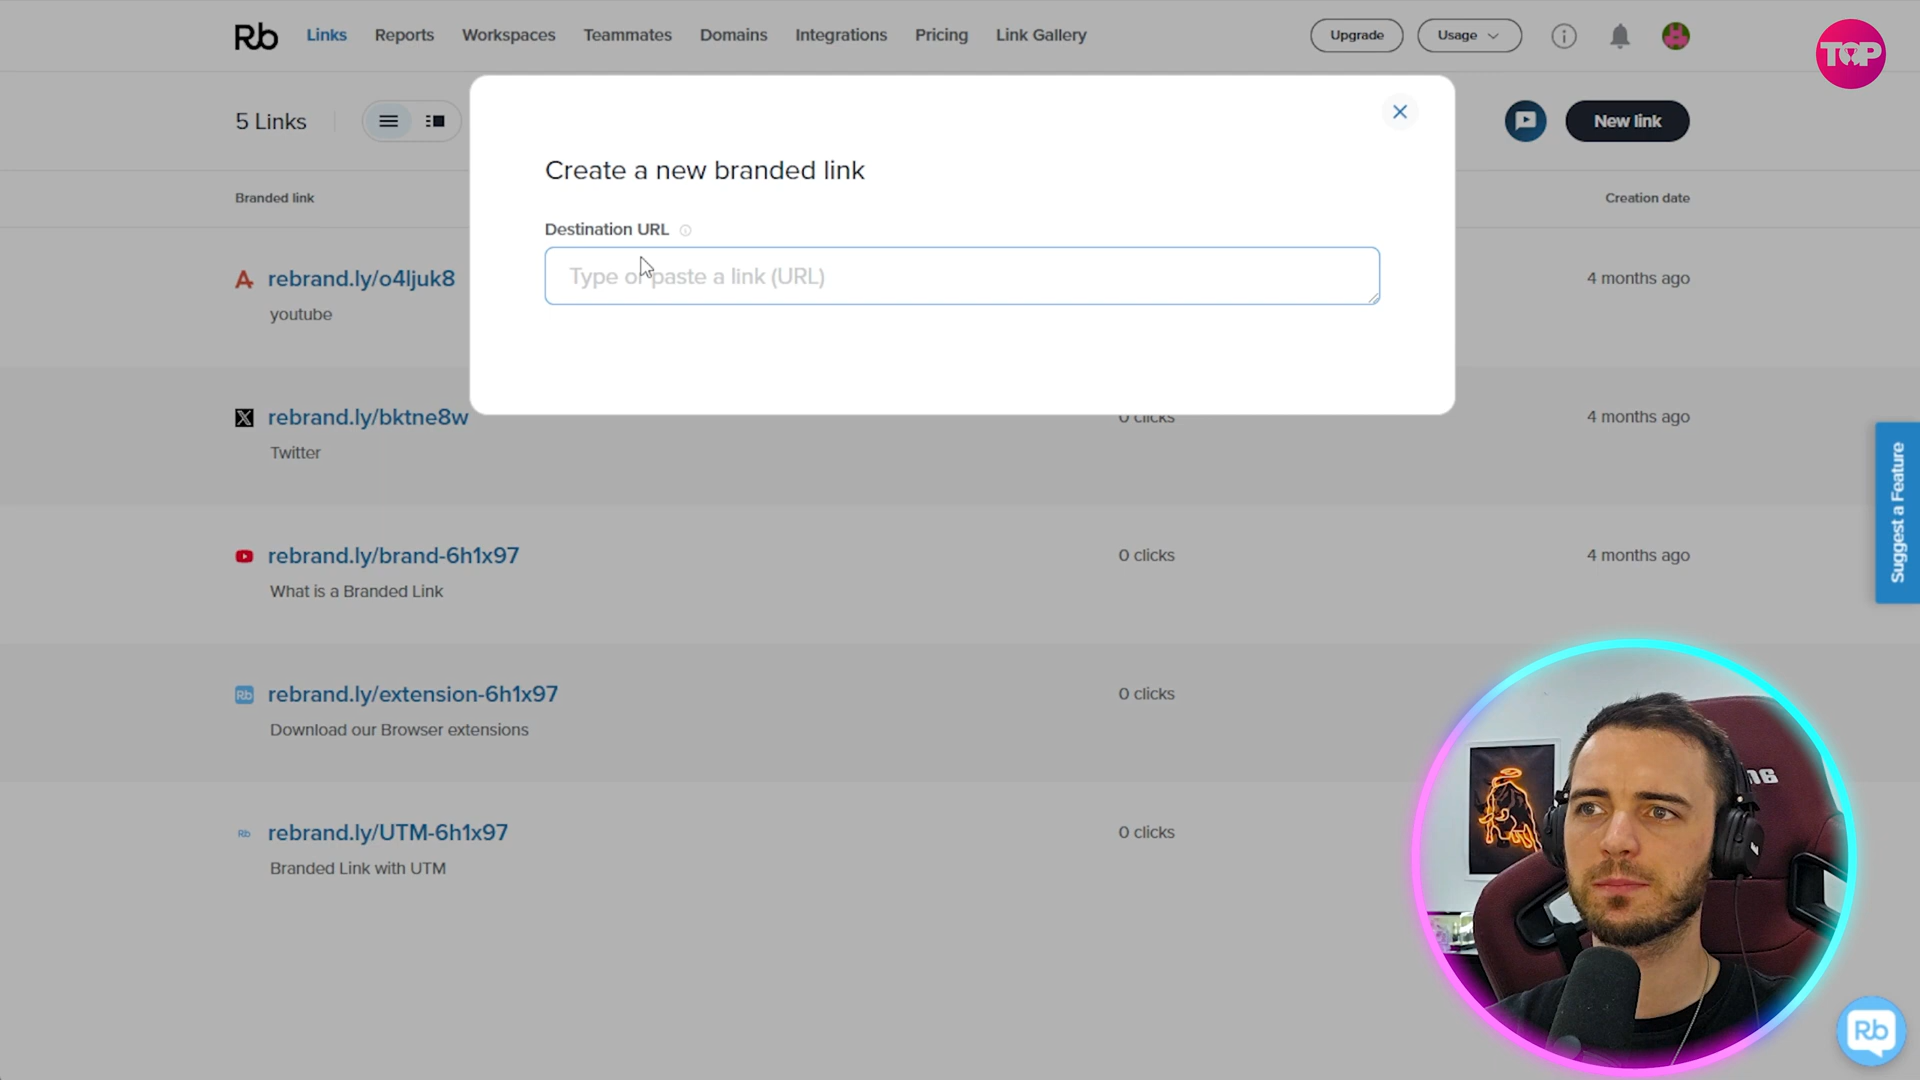 Rb Links Reports Workspaces Teammates Domains Integrations Pricing Link Gallery Upgrade Usage
TOP
5 Links New link
Create a new branded link
Branded link Creation date
Destination URL
Type or paste a link (URL)
rebrand.ly/o4ljuk8 4 months ago
youtube
rebrand.ly/bktne8w 0 clicks 4 months ago
Twitter
Suggest a Feature
rebrand.ly/brand-6h1x97 0 clicks 4 months ago
What is a Branded Link
Rb rebrand.ly/extension-6h1x97 0 clicks
Download our Browser extensions
Rb rebrand.ly/UTM-6h1x97 0 clicks
Branded Link with UTM
Rb